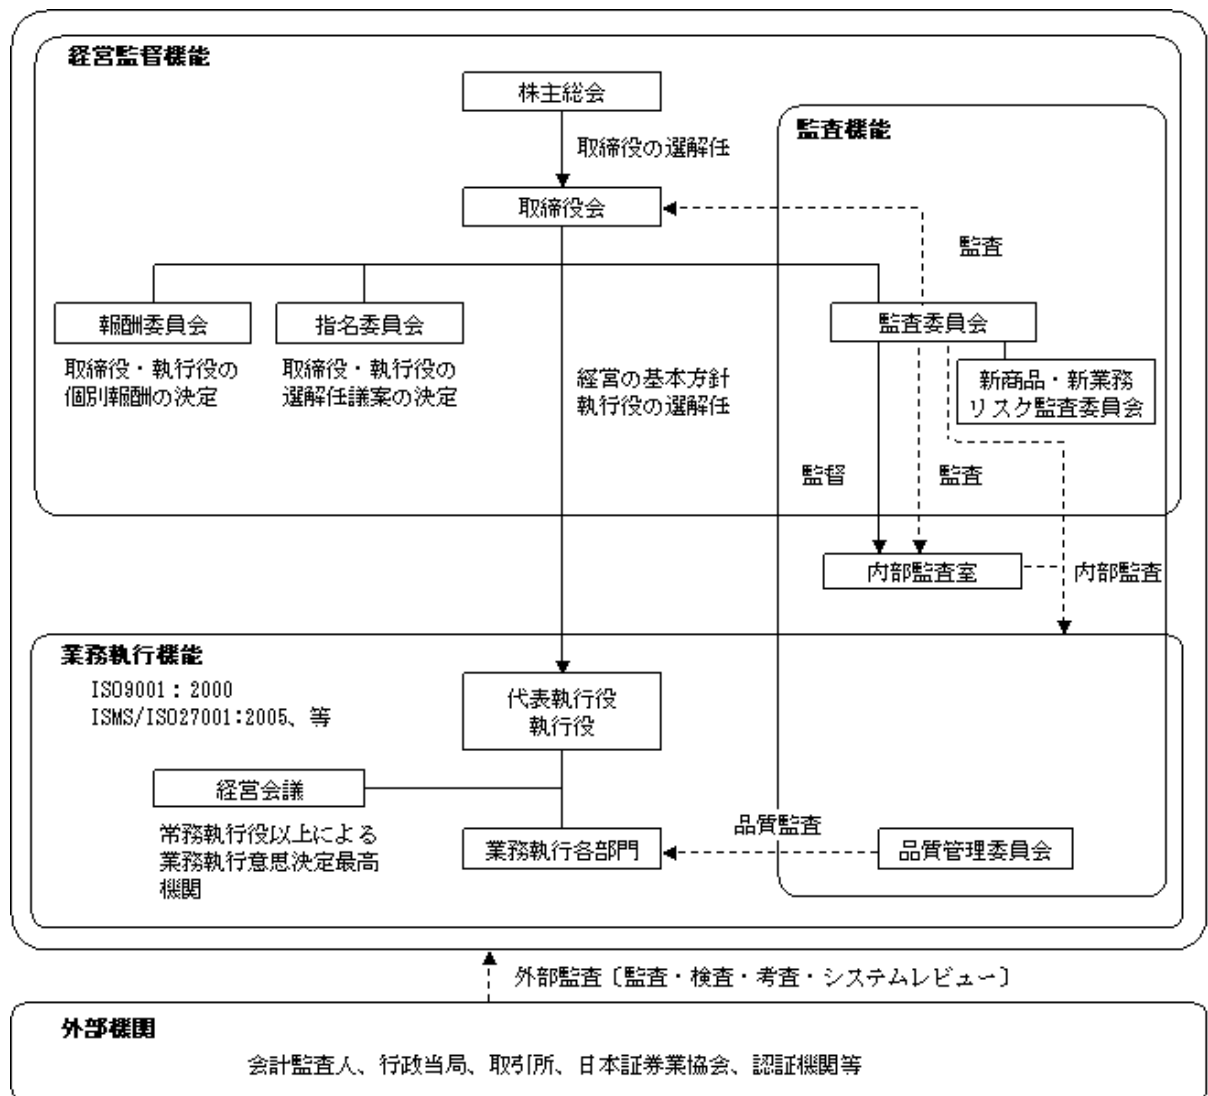 経営監督機能
株主総会
監査機能
取締役の選解任
取締役会
監査
報酬委員会
指名委員会
監査委員会
取締役・執行役の
個別報酬の決定
取締役・執行役の
選解任議案の決定
経営の基本方針
執行役の選解任
新商品・新業務
リスク監査委員会
監督
監査
内部監査室
内部監査
業務執行機能
ISO9001：2000
ISMS/ISO27001:2005、等
代表執行役
執行役
経営会議
常務執行役以上による
業務執行意思決定最高
機関
業務執行各部門
品質監査
品質管理委員会
外部監査〔監査・検査・考査・システムレビュー〕
外部機関
会計監査人、行政当局、取引所、日本証券業協会、認証機関等